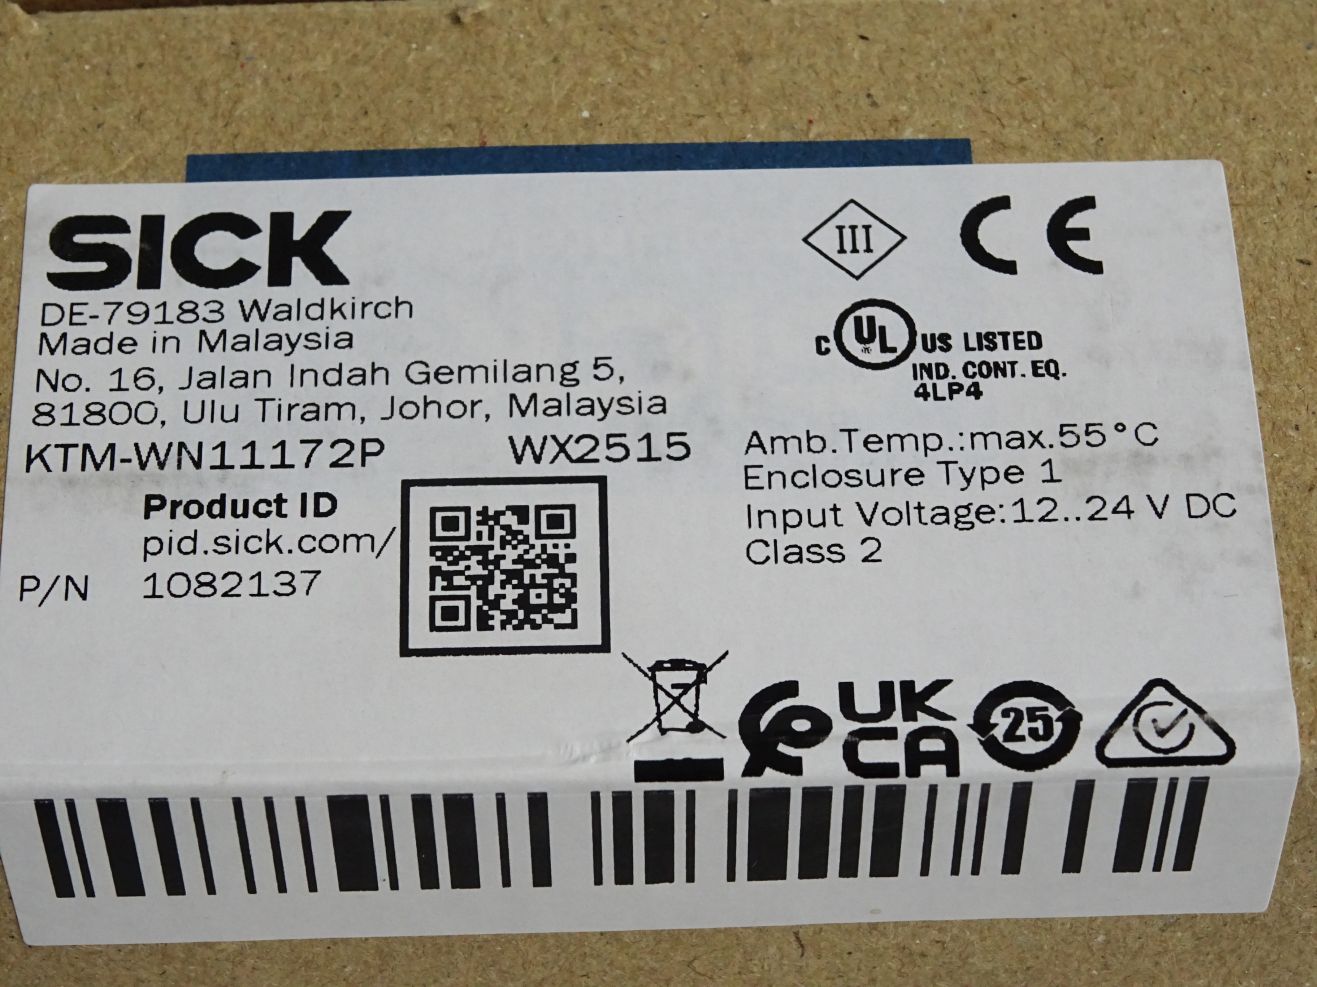 SICK
DE-79183 Waldkirch
Made in Malaysia
No. 16, Jalan Indah Gemilang 5,
81800, Ulu Tiram, Johor, Malaysia
KTM-WN11172P WX2515
Product ID
pid.sick.com/
P/N 1082137
III CE
C UL US LISTED
IND. CONT. EQ.
4LP4
Amb.Temp.:max.55°C
Enclosure Type 1
Input Voltage:12..24 V DC
Class 2
UK
CA
25